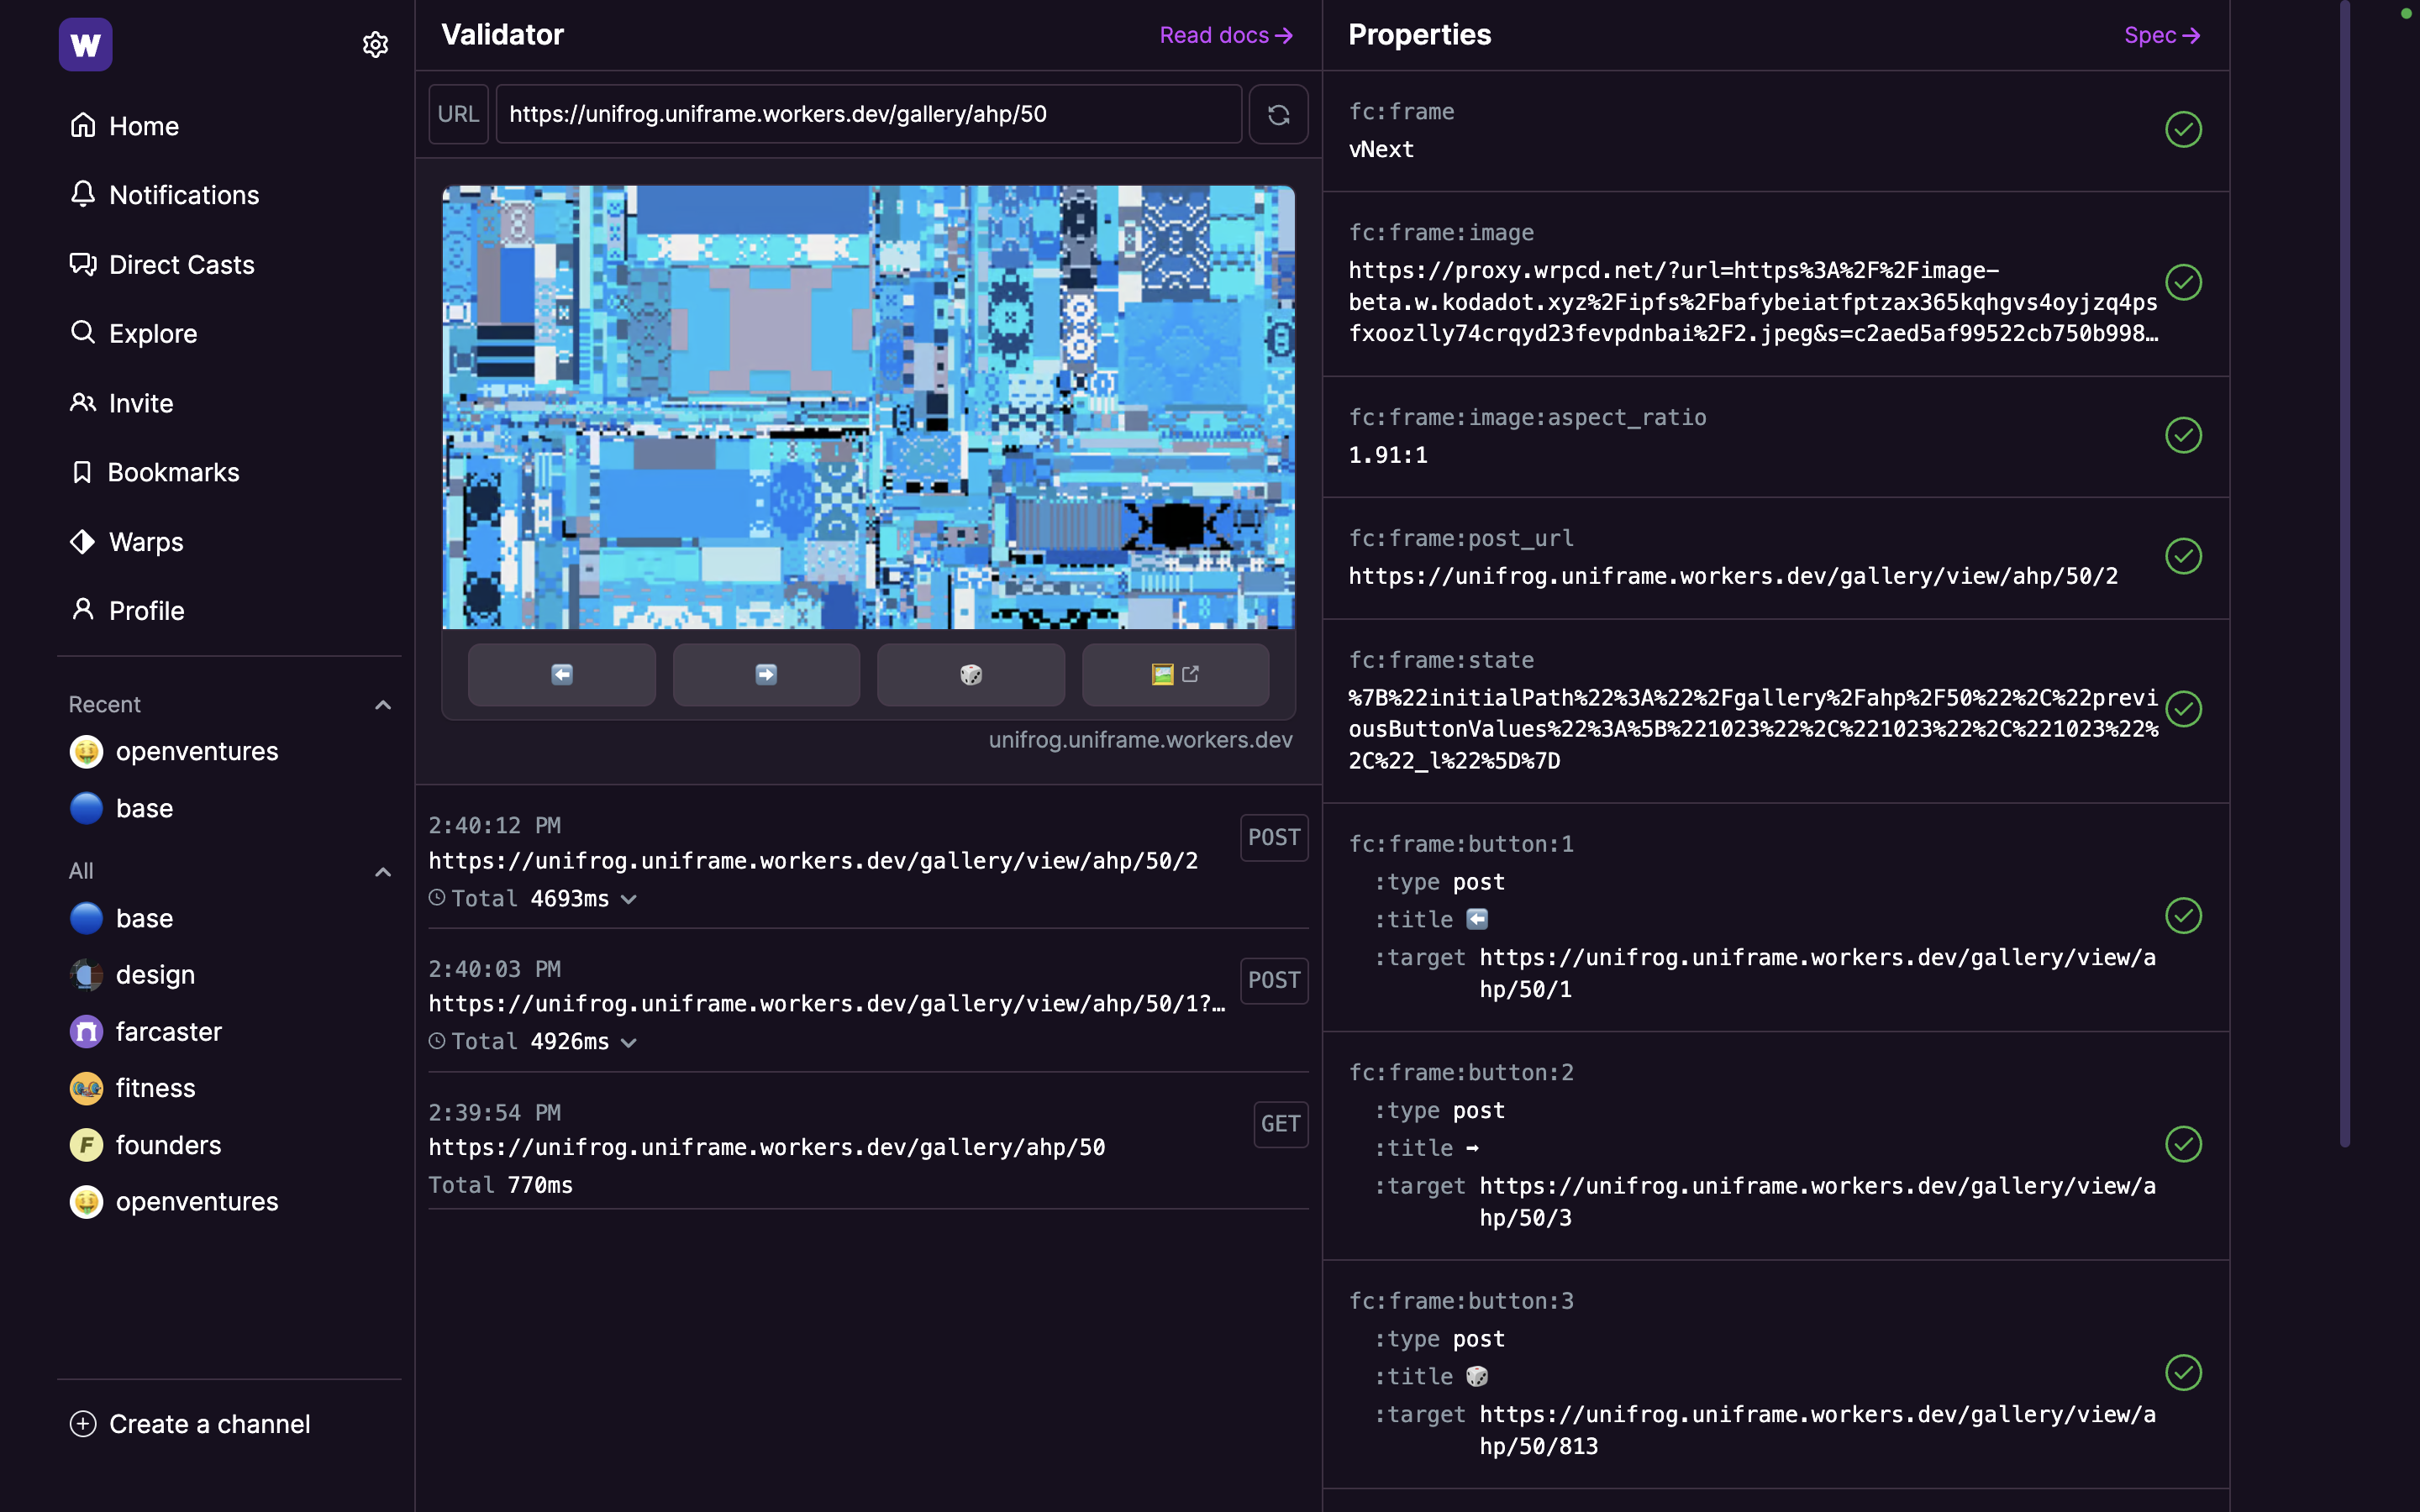 W
Home
Notifications
Direct Casts
Explore
Invite
Bookmarks
Warps
Profile
Recent
openventures
base
All
base
design
farcaster
fitness
F founders
openventures
Create a channel
Validator
Read docs →
URL
https://unifrog.uniframe.workers.dev/gallery/ahp/50
⬅️
➡️
🎲
🖼️
unifrog.uniframe.workers.dev
2:40:12 PM
POST
https://unifrog.uniframe.workers.dev/gallery/view/ahp/50/2
Total 4693ms
2:40:03 PM
POST
https://unifrog.uniframe.workers.dev/gallery/view/ahp/50/1?…
Total 4926ms
2:39:54 PM
GET
https://unifrog.uniframe.workers.dev/gallery/ahp/50
Total 770ms
Properties
Spec →
fc:frame
vNext
fc:frame:image
https://proxy.wrpcd.net/?url=https%3A%2F%2Fimage-
beta.w.kodadot.xyz%2Fipfs%2Fbafybeiatfptzax365kqhgvs4oyjzq4ps
fxoozlly74crqyd23fevpdnbai%2F2.jpeg&s=c2aed5af99522cb750b998…
fc:frame:image:aspect_ratio
1.91:1
fc:frame:post_url
https://unifrog.uniframe.workers.dev/gallery/view/ahp/50/2
fc:frame:state
%7B%22initialPath%22%3A%22%2Fgallery%2Fahp%2F50%22%2C%22previ
ousButtonValues%22%3A%5B%221023%22%2C%221023%22%2C%221023%22%
2C%22_l%22%5D%7D
fc:frame:button:1
:type post
:title ⬅️
:target https://unifrog.uniframe.workers.dev/gallery/view/a
hp/50/1
fc:frame:button:2
:type post
:title ➡
:target https://unifrog.uniframe.workers.dev/gallery/view/a
hp/50/3
fc:frame:button:3
:type post
:title 🎲
:target https://unifrog.uniframe.workers.dev/gallery/view/a
hp/50/813